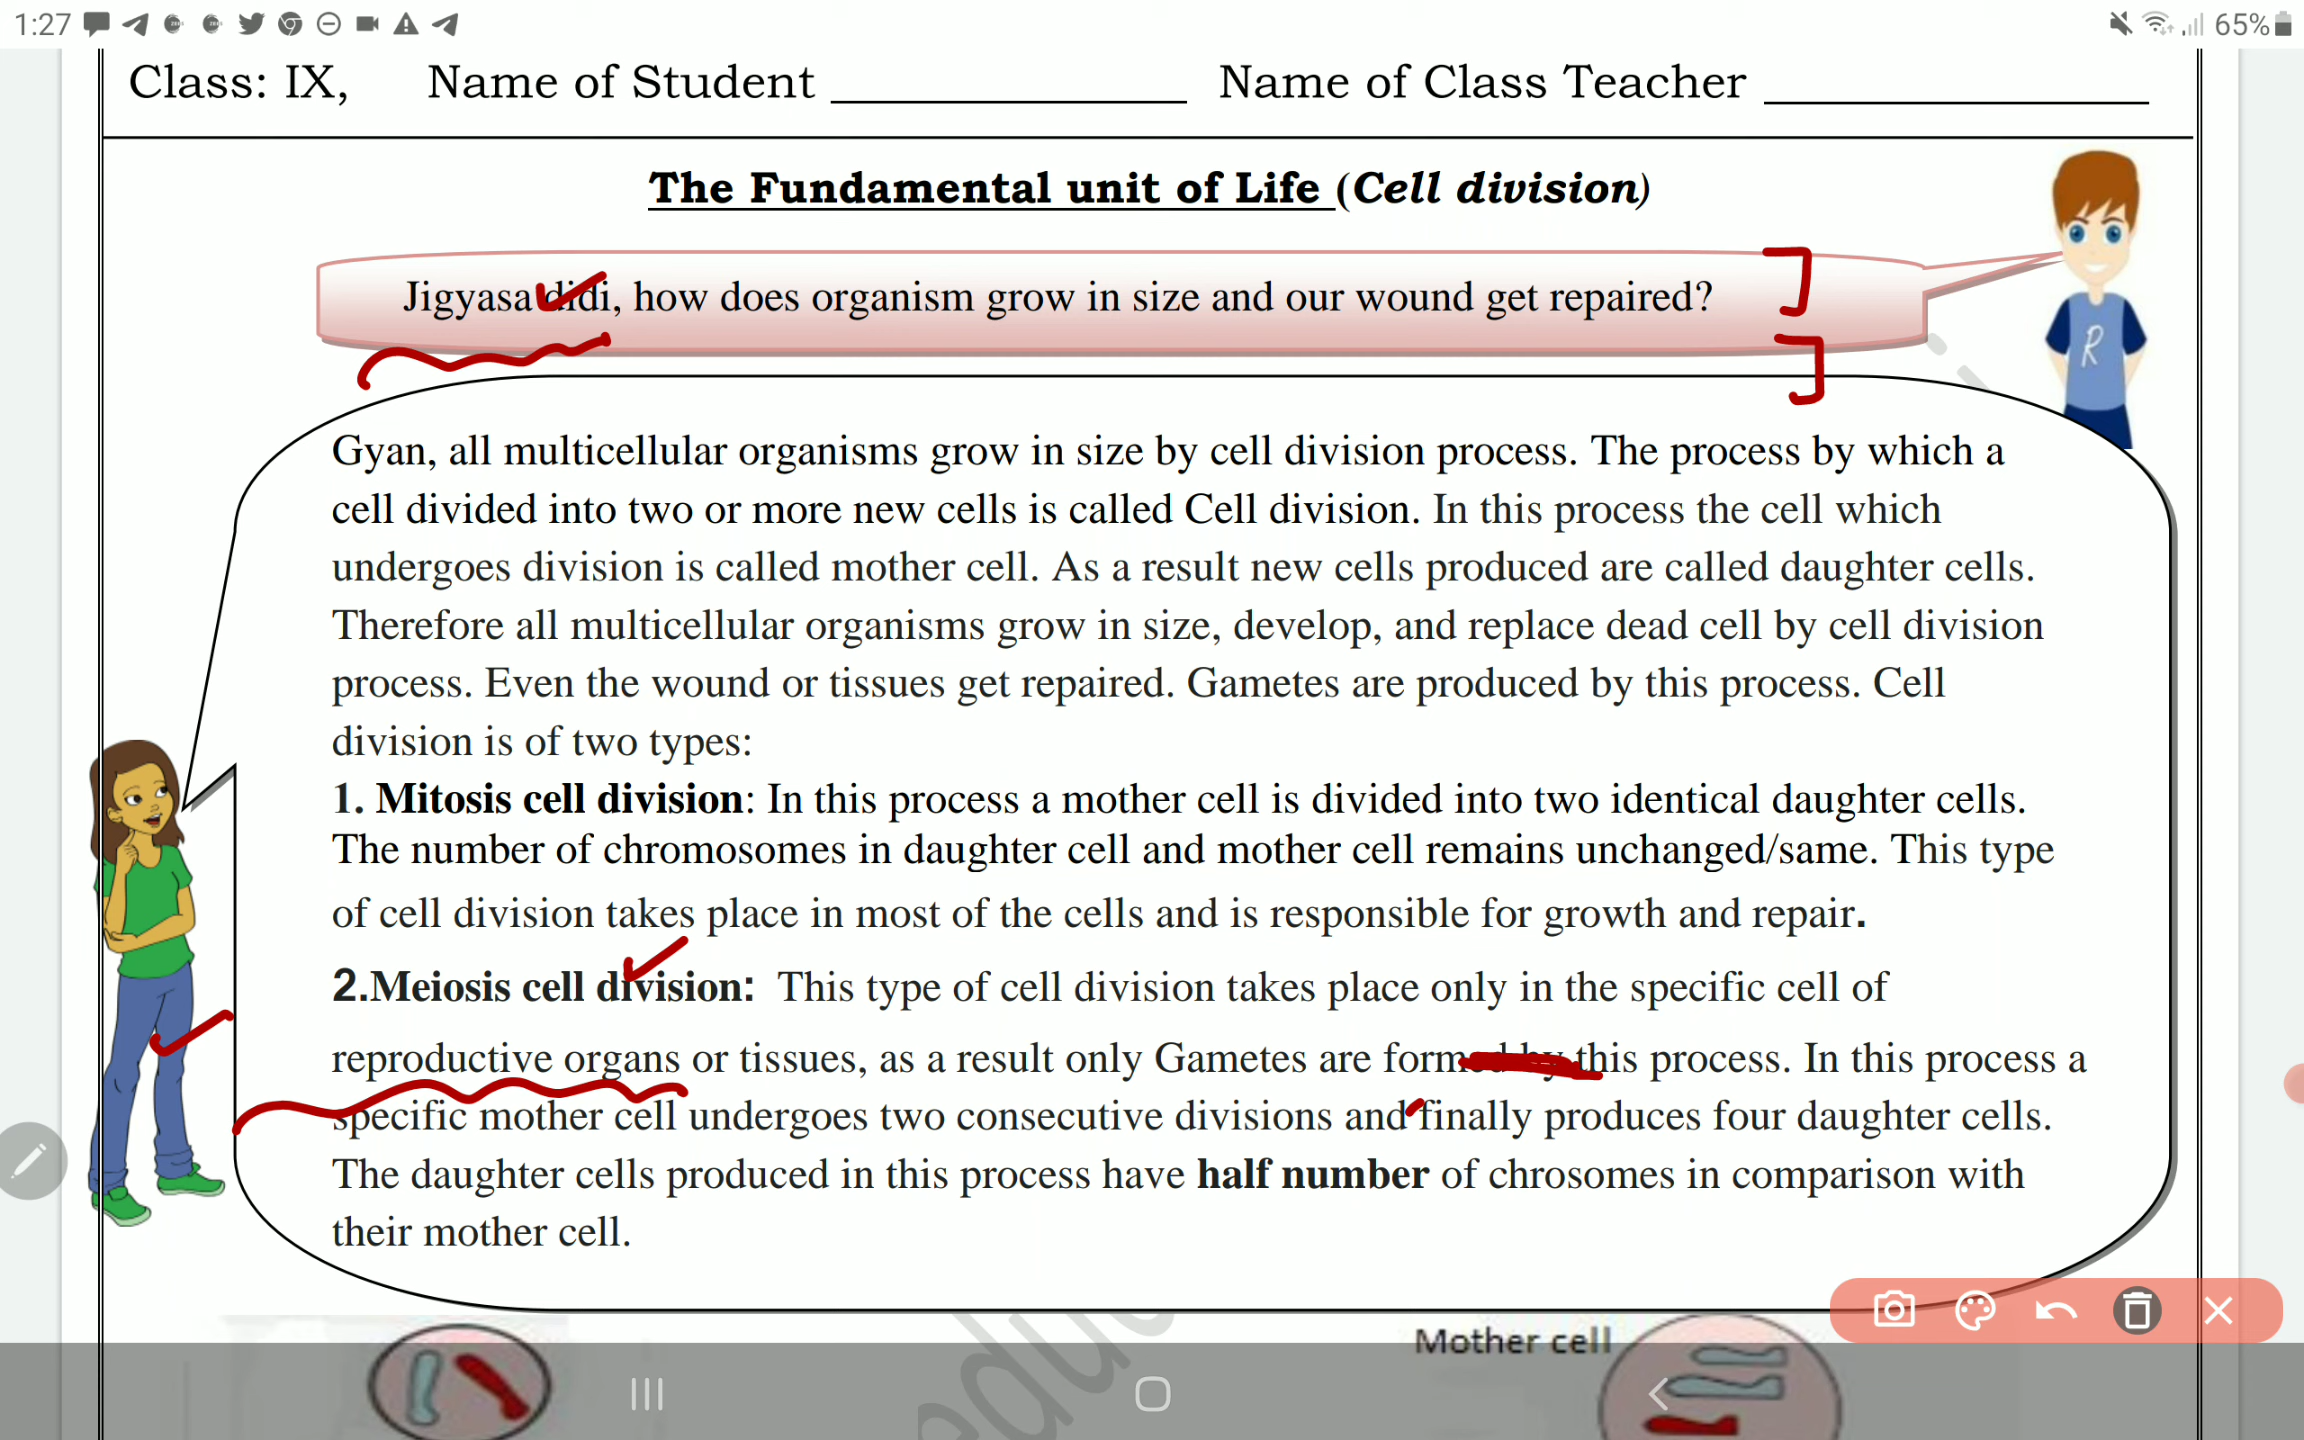 1:27
65%
Class: IX, Name of Student ____________ Name of Class Teacher ____________
The Fundamental unit of Life (Cell division)
Jigyasa didi, how does organism grow in size and our wound get repaired?
R
Gyan, all multicellular organisms grow in size by cell division process. The process by which a
cell divided into two or more new cells is called Cell division. In this process the cell which
undergoes division is called mother cell. As a result new cells produced are called daughter cells.
Therefore all multicellular organisms grow in size, develop, and replace dead cell by cell division
process. Even the wound or tissues get repaired. Gametes are produced by this process. Cell
division is of two types:
1. Mitosis cell division: In this process a mother cell is divided into two identical daughter cells.
The number of chromosomes in daughter cell and mother cell remains unchanged/same. This type
of cell division takes place in most of the cells and is responsible for growth and repair.
2.Meiosis cell division: This type of cell division takes place only in the specific cell of
reproductive organs or tissues, as a result only Gametes are formed by this process. In this process a
specific mother cell undergoes two consecutive divisions and finally produces four daughter cells.
The daughter cells produced in this process have half number of chrosomes in comparison with
their mother cell.
Mother cell